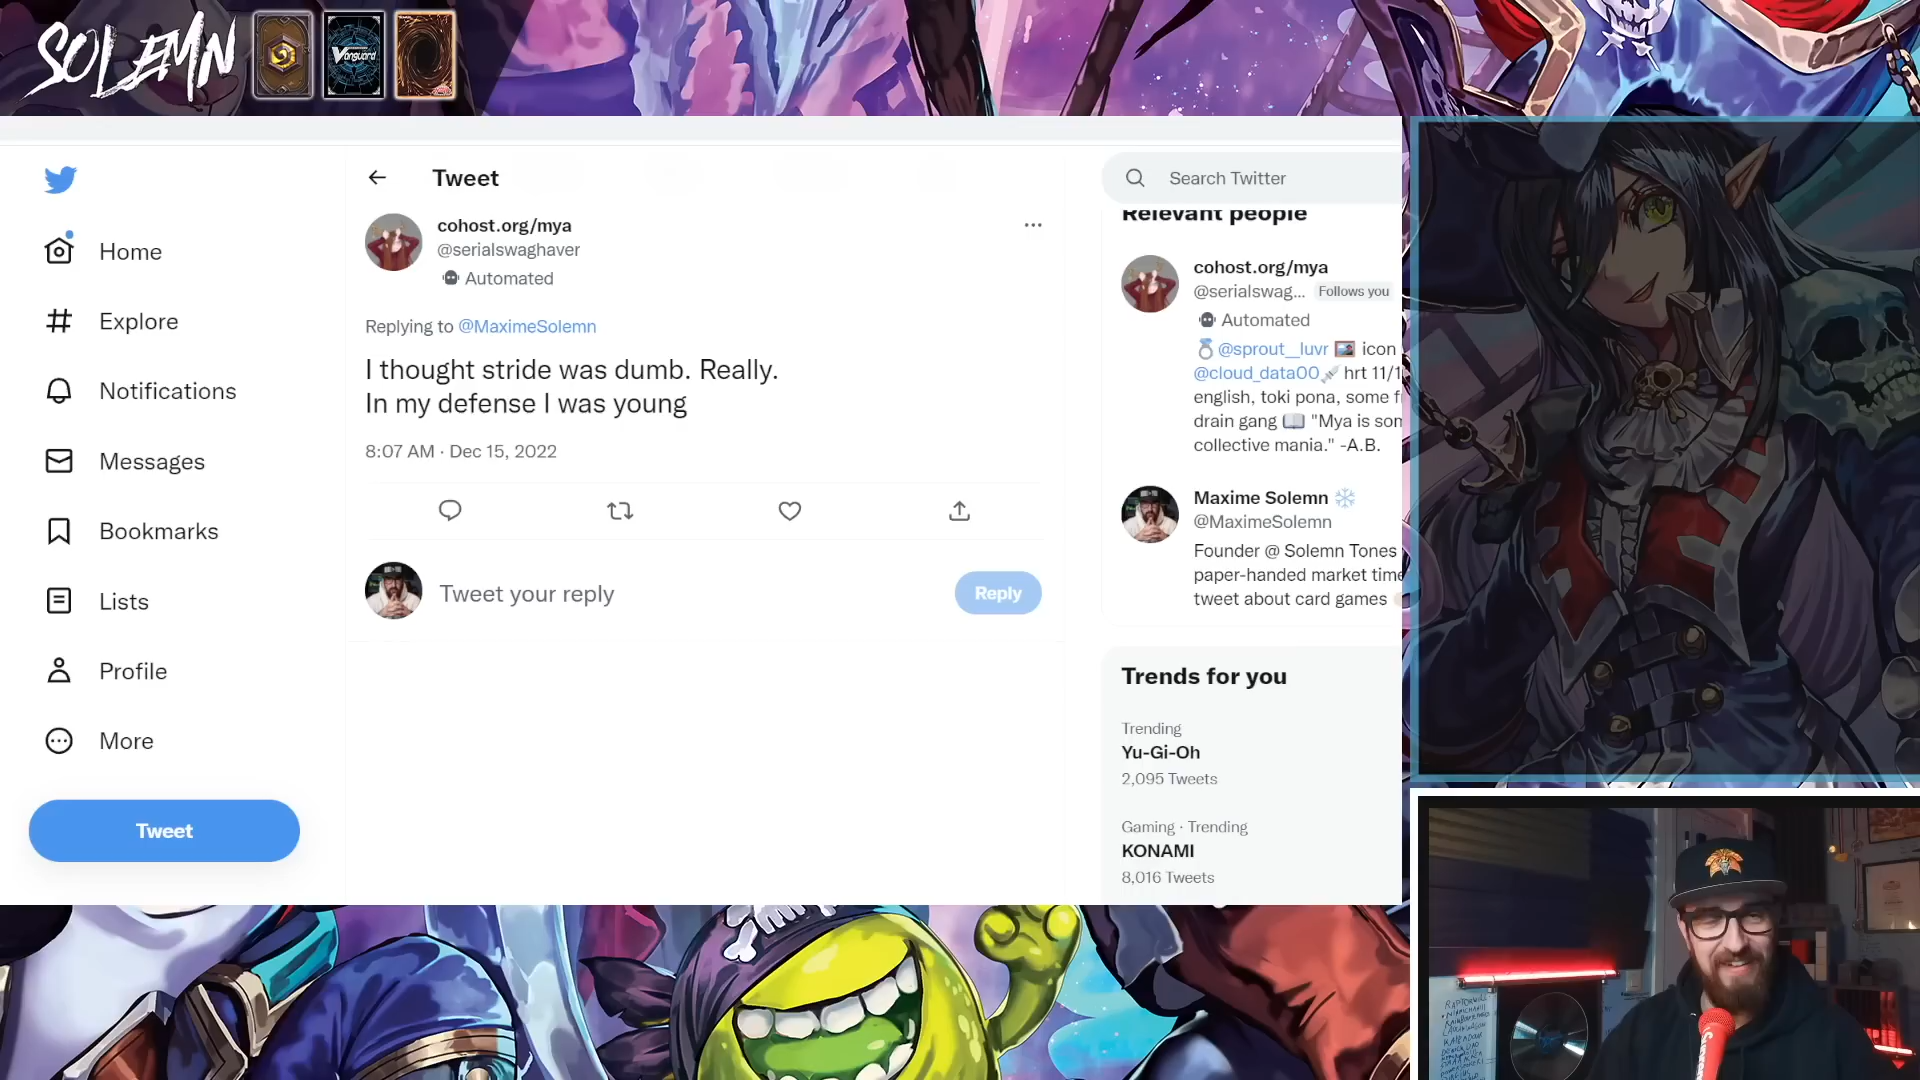 SOLEMN
Vanguard
Home
Explore
Notifications
Messages
Bookmarks
Lists
Profile
More
Tweet
Tweet
cohost.org/mya
@serialswaghaver
Automated
Replying to @MaximeSolemn
I thought stride was dumb. Really.
In my defense I was young
8:07 AM · Dec 15, 2022
Tweet your reply
Reply
Search Twitter
Relevant people
cohost.org/mya
@serialswag... Follows you
Automated
@sprout__luvr icon
@cloud_data00 hrt 11/1
english, toki pona, some f
drain gang "Mya is som
collective mania." -A.B.
Maxime Solemn
@MaximeSolemn
Founder @ Solemn Tones
paper-handed market time
tweet about card games
Trends for you
Trending
Yu-Gi-Oh
2,095 Tweets
Gaming · Trending
KONAMI
8,016 Tweets